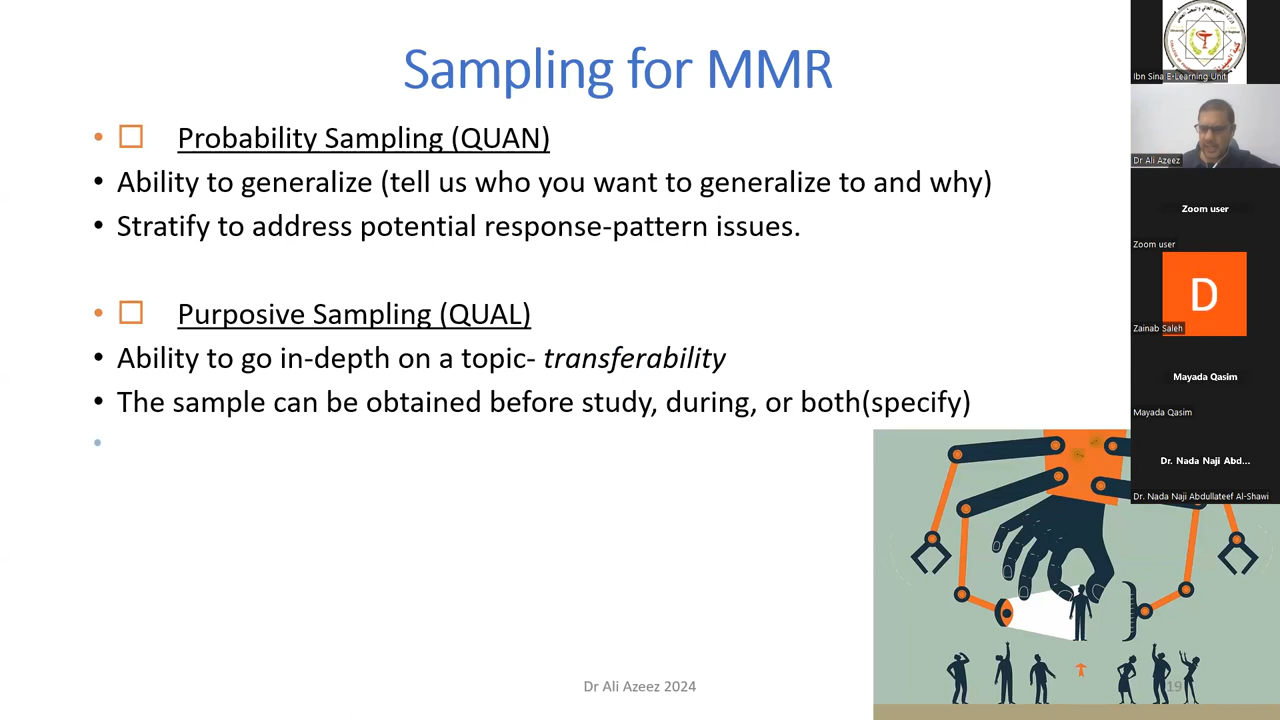 Sampling for MMR
• ☐ Probability Sampling (QUAN)
• Ability to generalize (tell us who you want to generalize to and why)
• Stratify to address potential response-pattern issues.
• ☐ Purposive Sampling (QUAL)
• Ability to go in-depth on a topic- transferability
• The sample can be obtained before study, during, or both(specify)
•
Dr Ali Azeez 2024
19
Ibn Sina E-Learning Unit
Dr Ali Azeez
Zoom user
Zoom user
D
Zainab Saleh
Mayada Qasim
Mayada Qasim
Dr. Nada Naji Abd...
Dr. Nada Naji Abdullateef Al-Shawi